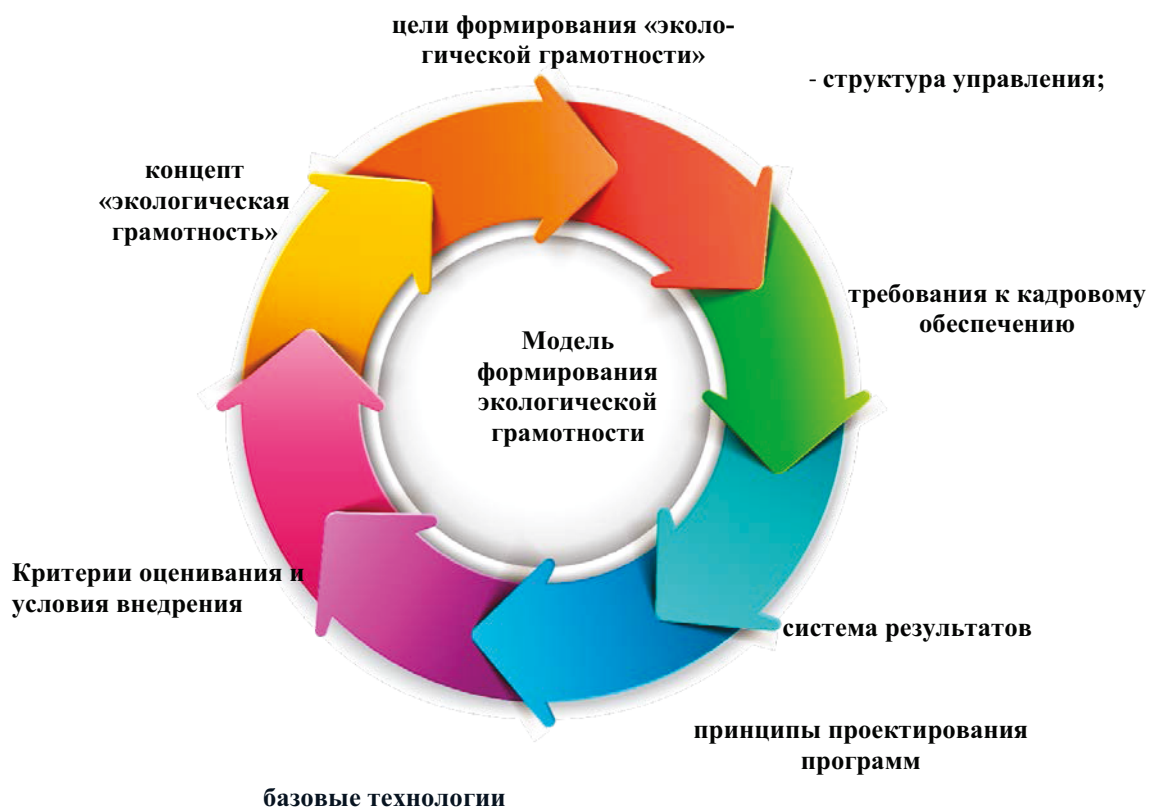 цели формирования «эколо-
гической грамотности»
- структура управления;
концепт
«экологическая
грамотность»
требования к кадровому
обеспечению
Модель
формирования
экологической
грамотности
Критерии оценивания и
условия внедрения
система результатов
принципы проектирования
программ
базовые технологии